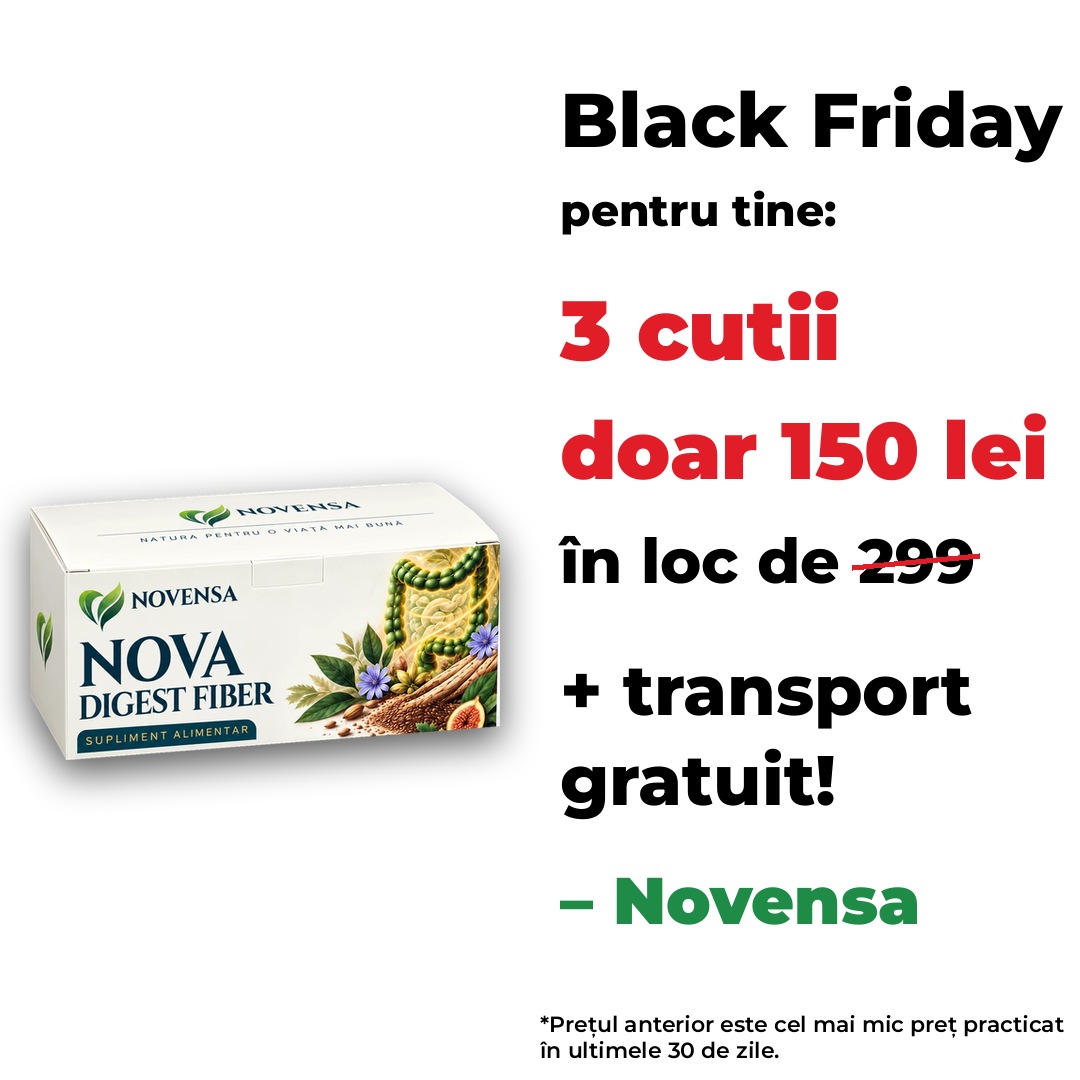 Black Friday
pentru tine:
3 cutii
doar 150 lei
în loc de 299
+ transport
gratuit!
– Novensa
NOVENSA
NATURA PENTRU O VIAȚĂ MAI BUNĂ
NOVENSA
NOVA
DIGEST FIBER
SUPLIMENT ALIMENTAR
*Prețul anterior este cel mai mic preț practicat
în ultimele 30 de zile.